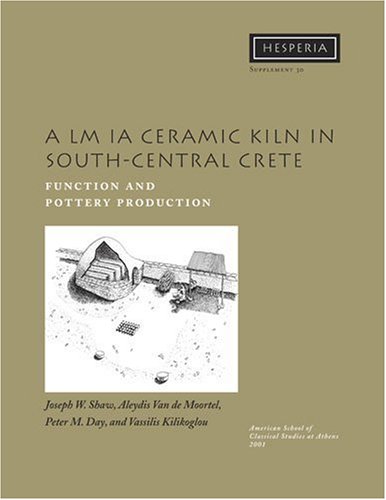 HESPERIA
Supplement 30
A LM IA CERAMIC KILN IN
SOUTH-CENTRAL CRETE
FUNCTION AND
POTTERY PRODUCTION
Joseph W. Shaw, Aleydis Van de Moortel,
Peter M. Day, and Vassilis Kilikoglou
American School of
Classical Studies at Athens
2001